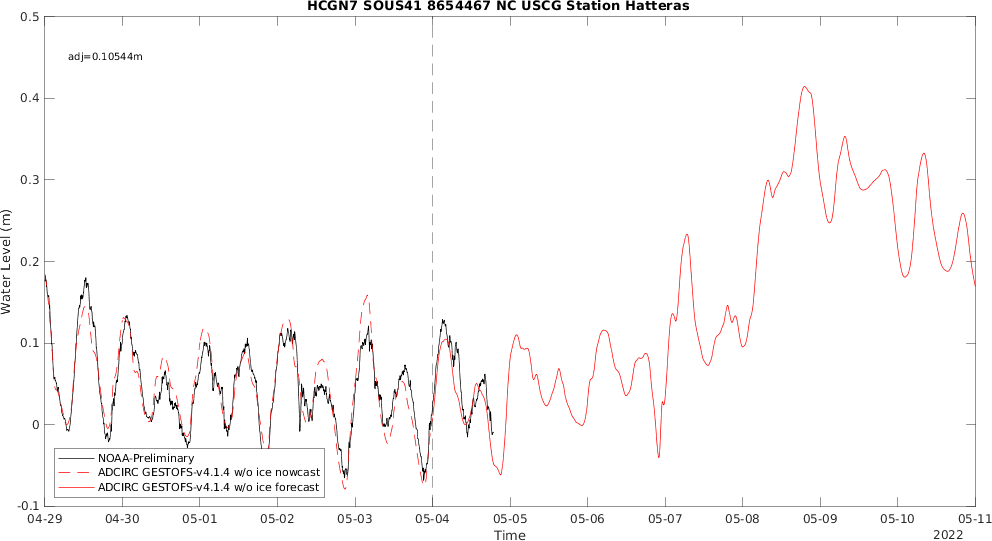 HCGN7 SOUS41 8654467 NC USCG Station Hatteras
0.5
adj=0.10544m
0.4
0.3
0.2
0.1
0
-0.1
Water Level (m)
NOAA-Preliminary
ADCIRC GESTOFS-v4.1.4 w/o ice nowcast
ADCIRC GESTOFS-v4.1.4 w/o ice forecast
04-29 04-30 05-01 05-02 05-03 05-04 05-05 05-06 05-07 05-08 05-09 05-10 05-11
Time
2022